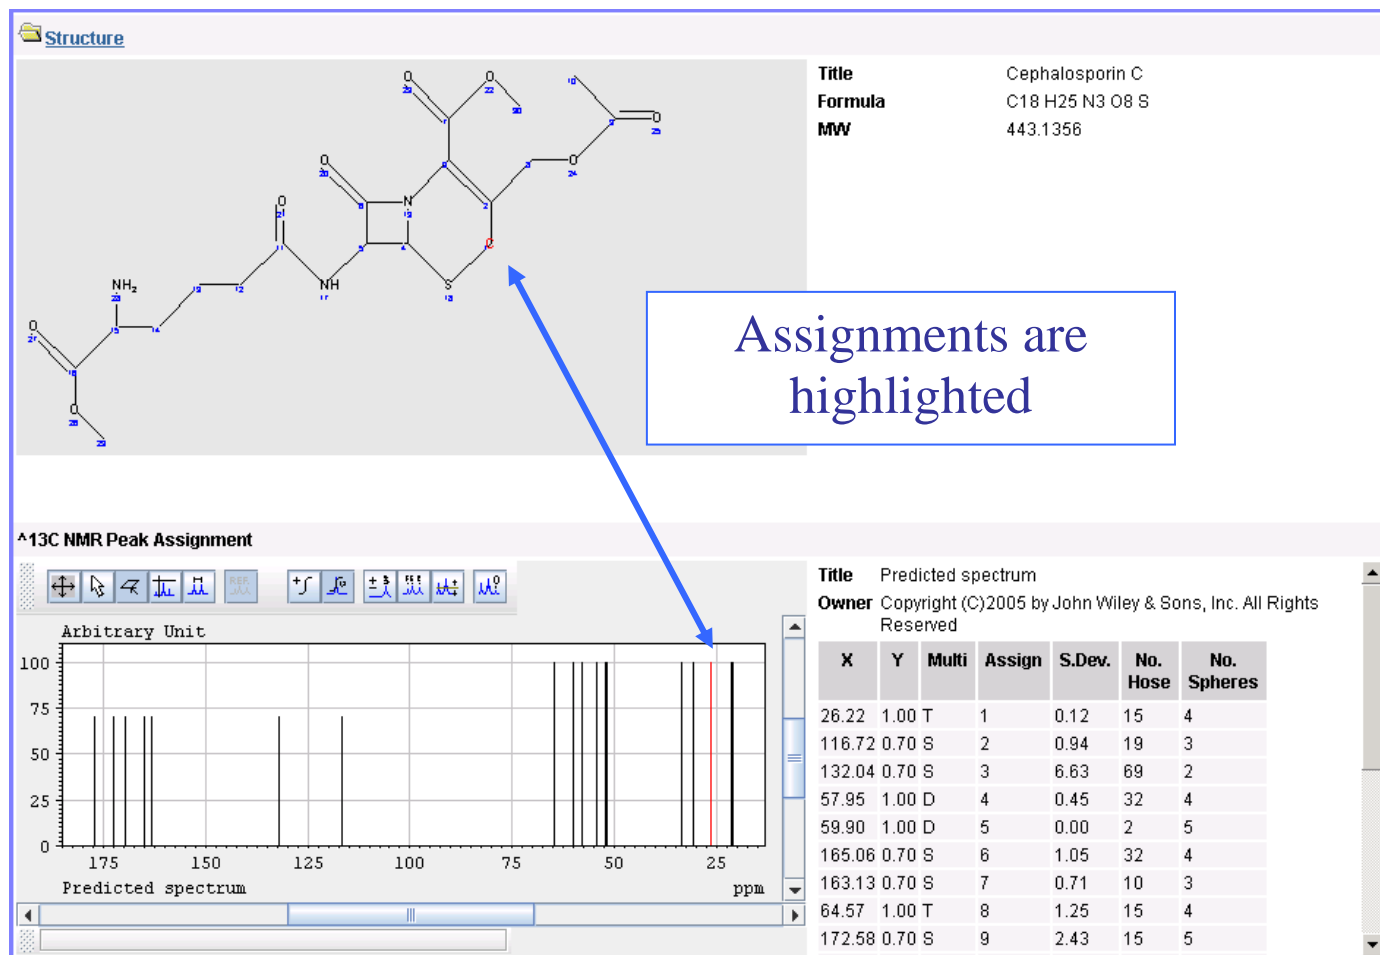 Structure
Title Cephalosporin C
Formula C18 H25 N3 O8 S
MW 443.1356
O O
O
O O
N
O
NH₂ NH S
C
O
O
Assignments are
highlighted
^13C NMR Peak Assignment
Title Predicted spectrum
Owner Copyright (C)2005 by John Wiley & Sons, Inc. All Rights
Reserved
Arbitrary Unit
100
75
50
25
0
175 150 125 100 75 50 25
Predicted spectrum ppm
X Y Multi Assign S.Dev. No. Hose No. Spheres
26.22 1.00 T 1 0.12 15 4
116.72 0.70 S 2 0.94 19 3
132.04 0.70 S 3 6.63 69 2
57.95 1.00 D 4 0.45 32 4
59.90 1.00 D 5 0.00 2 5
165.06 0.70 S 6 1.05 32 4
163.13 0.70 S 7 0.71 10 3
64.57 1.00 T 8 1.25 15 4
172.58 0.70 S 9 2.43 15 5